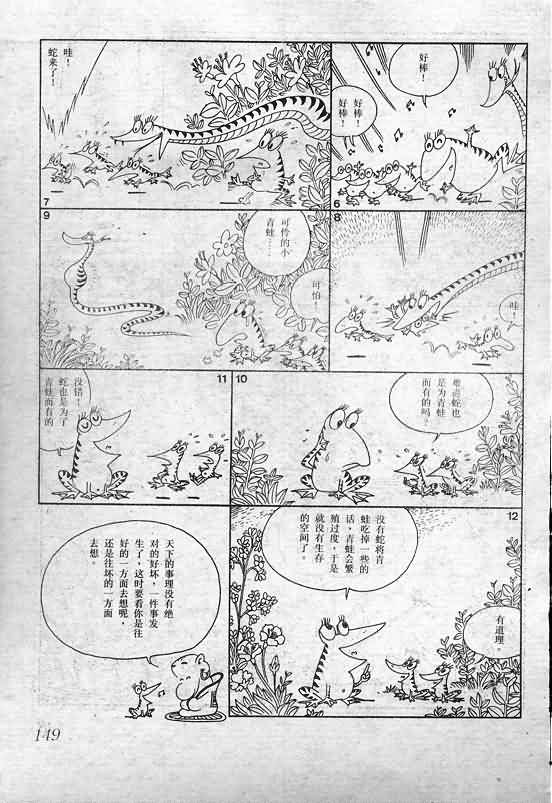 6
好棒！
好棒！
好棒！
7
哇！
蛇来了！
8
哇！
9
可怜的小
青蛙……
可怕！
10
难道蛇也
是为青蛙
而有的吗？
11
没错！
蛇也是为了
青蛙而有的
12
没有蛇将青
蛙吃掉一些的
话，青蛙会繁
殖过度，于是
就没有生存
的空间了。
有道理。
天下的事理没有绝
对的好坏，一件事发
生了，这时要看你是往
好的一方面去想呢，
还是往坏的一方面
去想。
149